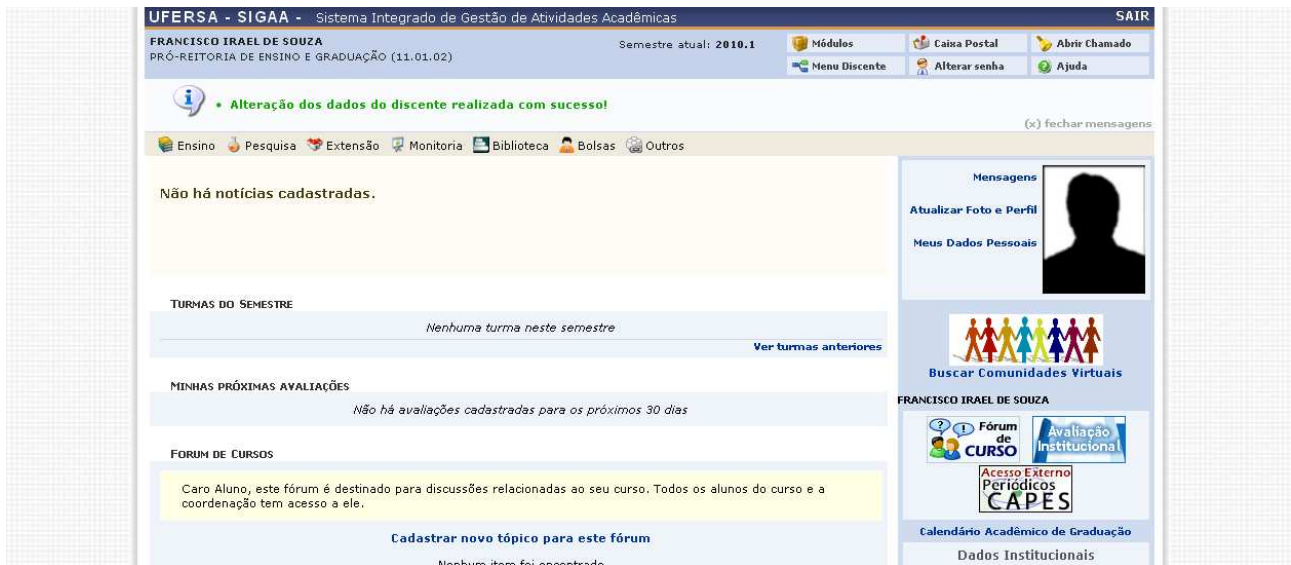 UFERSA - SIGAA - Sistema Integrado de Gestão de Atividades Acadêmicas SAIR
FRANCISCO IRAEL DE SOUZA Semestre atual: 2010.1 Módulos Caixa Postal Abrir Chamado
PRÓ-REITORIA DE ENSINO E GRADUAÇÃO (11.01.02)
Menu Discente Alterar senha Ajuda
• Alteração dos dados do discente realizada com sucesso!
(x) fechar mensagens
Ensino Pesquisa Extensão Monitoria Biblioteca Bolsas Outros
Não há notícias cadastradas.
Mensagens
Atualizar Foto e Perfil
Meus Dados Pessoais
TURMAS DO SEMESTRE
Nenhuma turma neste semestre
Ver turmas anteriores
MINHAS PRÓXIMAS AVALIAÇÕES
Não há avaliações cadastradas para os próximos 30 dias
FORUM DE CURSOS
Caro Aluno, este fórum é destinado para discussões relacionadas ao seu curso. Todos os alunos do curso e a
coordenação tem acesso a ele.
Cadastrar novo tópico para este fórum
Nenhum item foi encontrado
Buscar Comunidades Virtuais
FRANCISCO IRAEL DE SOUZA
Fórum
de
CURSO
Avaliação
Institucional
Acesso Externo
Periódicos
CAPES
Calendário Acadêmico de Graduação
Dados Institucionais